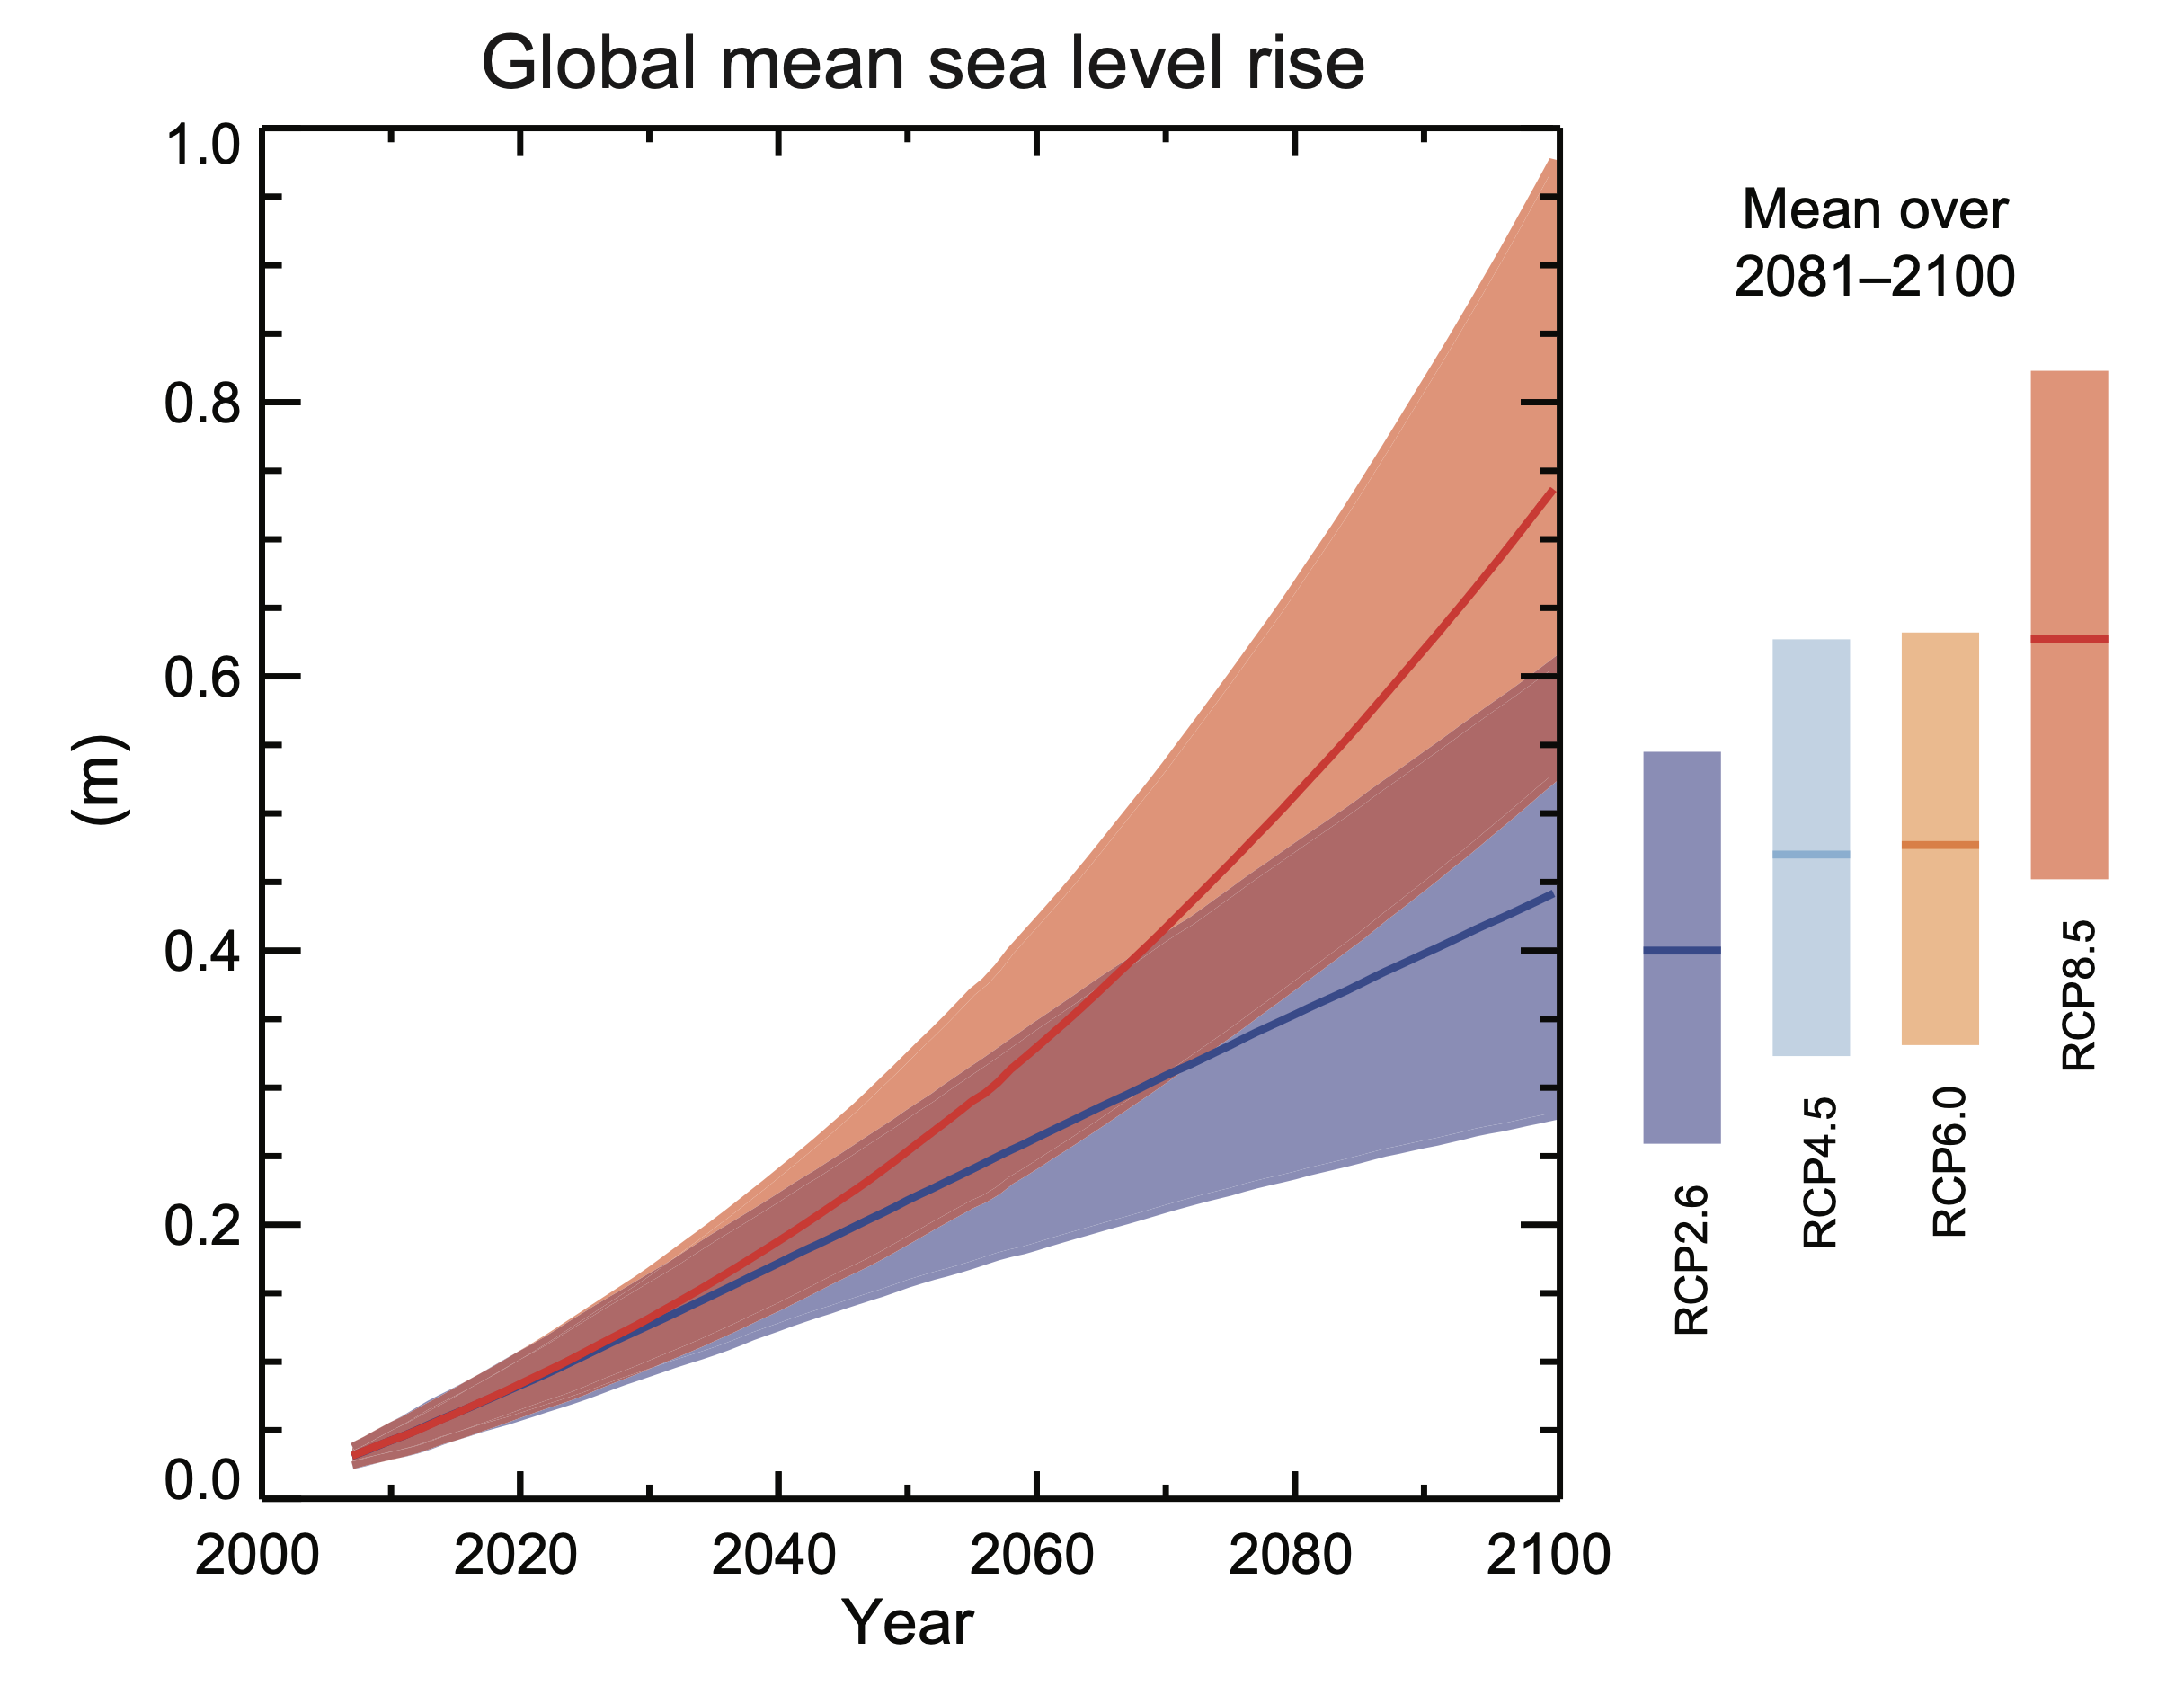 Global mean sea level rise
1.0
0.8
0.6
0.4
0.2
0.0
(m)
2000 2020 2040 2060 2080 2100
Year
Mean over
2081–2100
RCP2.6
RCP4.5
RCP6.0
RCP8.5